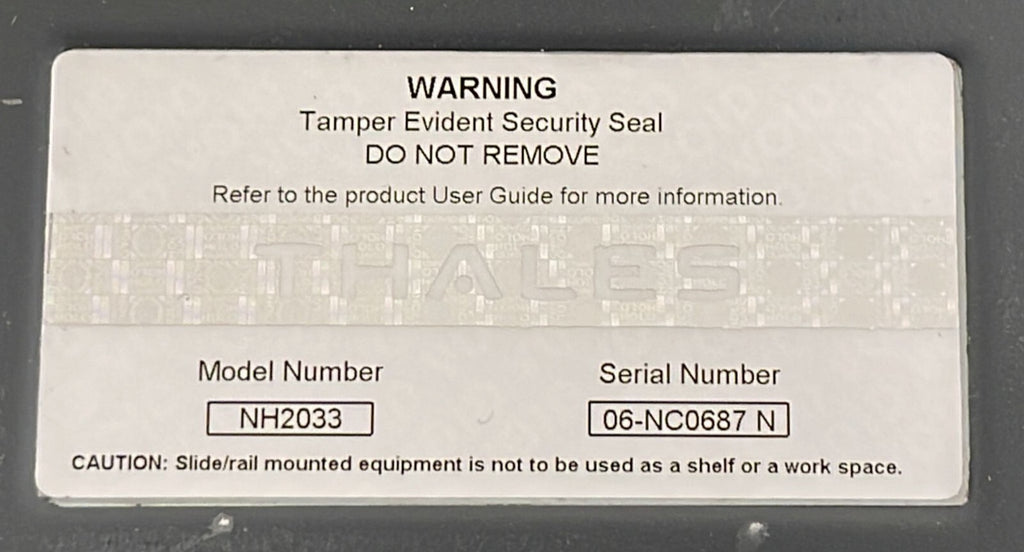 WARNING
Tamper Evident Security Seal
DO NOT REMOVE
Refer to the product User Guide for more information.
THALES
Model Number
Serial Number
NH2033
06-NC0687 N
CAUTION: Slide/rail mounted equipment is not to be used as a shelf or a work space.